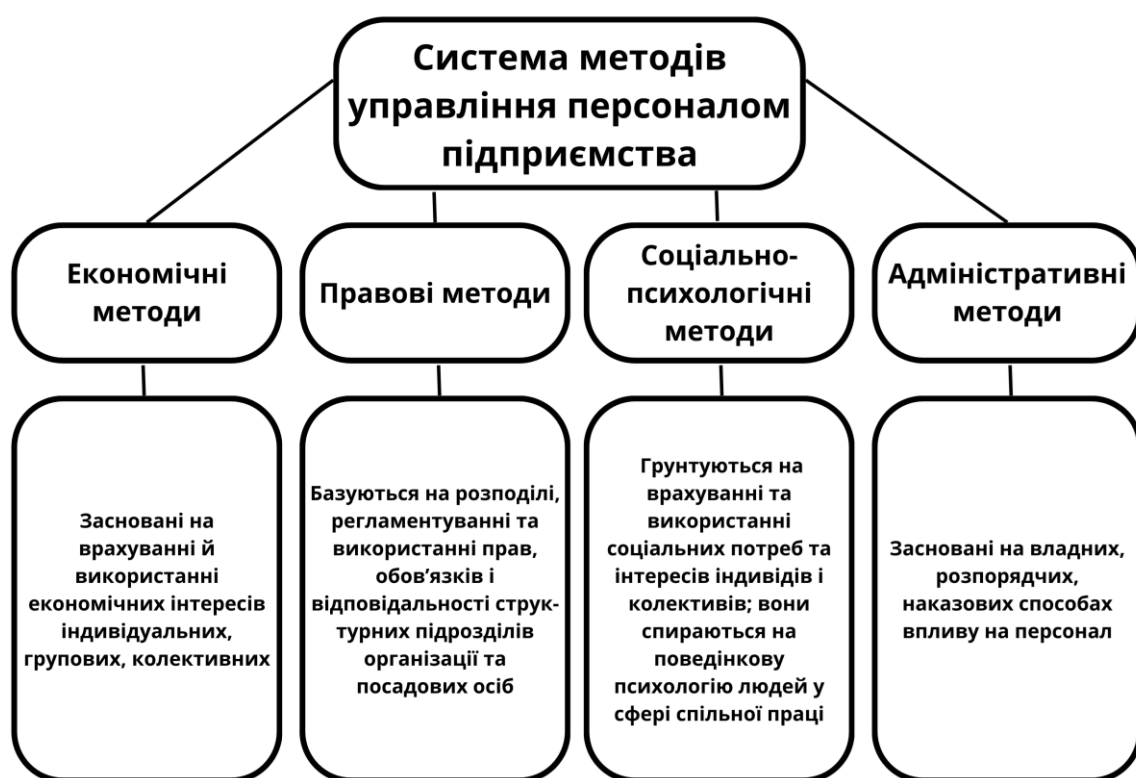 Система методів
управління персоналом
підприємства
Економічні
методи
Правові методи
Соціально-
психологічні
методи
Адміністративні
методи
Засновані на
врахуванні й
використанні
економічних інтересів
індивідуальних,
групових, колективних
Базуються на розподілі,
регламентуванні та
використанні прав,
обов’язків і
відповідальності струк-
турних підрозділів
організації та
посадових осіб
Грунтуються на
врахуванні та
використанні
соціальних потреб та
інтересів індивідів і
колективів; вони
спираються на
поведінкову
психологію людей у
сфері спільної праці
Засновані на владних,
розпорядчих,
наказових способах
впливу на персонал